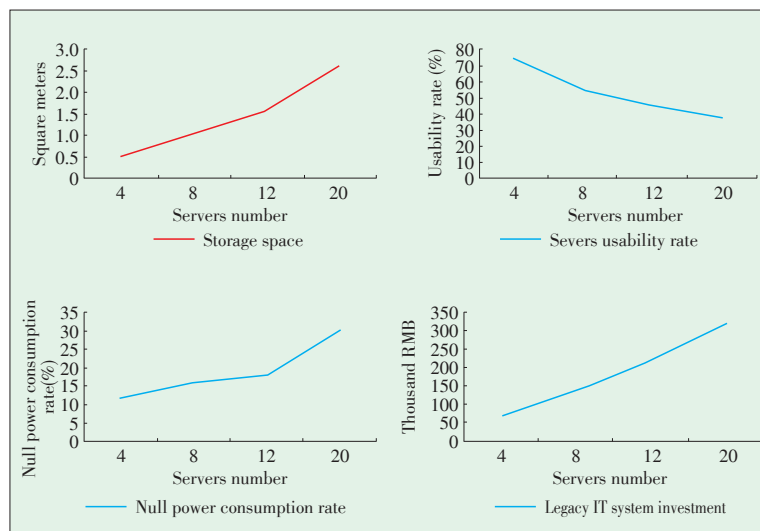 Square meters
3.0
2.5
2.0
1.5
1.0
0.5
0
4 8 12 20
Servers number
Storage space
Usability rate (%)
80
70
60
50
40
30
20
10
0
4 8 12 20
Servers number
Severs usability rate
Null power consumption
rate(%)
35
30
25
20
15
10
5
0
4 8 12 20
Servers number
Null power consumption rate
Thousand RMB
350
300
250
200
150
100
50
0
4 8 12 20
Servers number
Legacy IT system investment